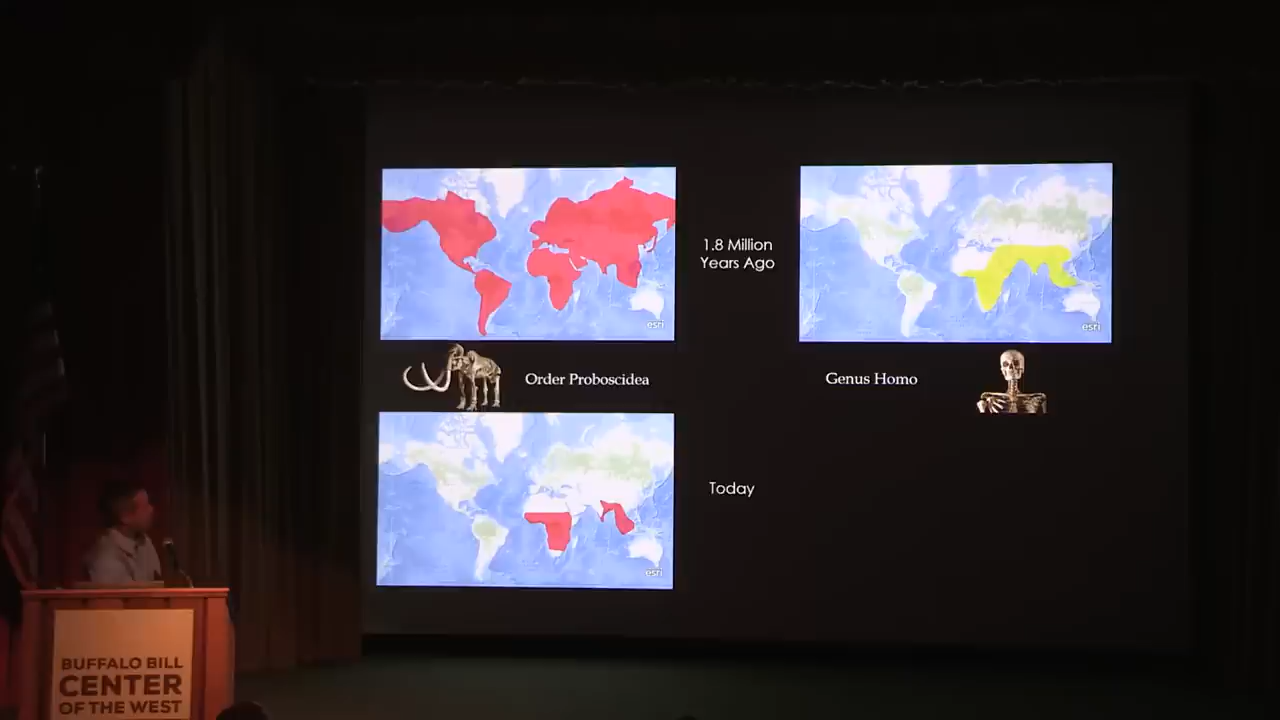 1.8 Million
Years Ago
esri
esri
Order Proboscidea
Genus Homo
Today
esri
BUFFALO BILL
CENTER
OF THE WEST